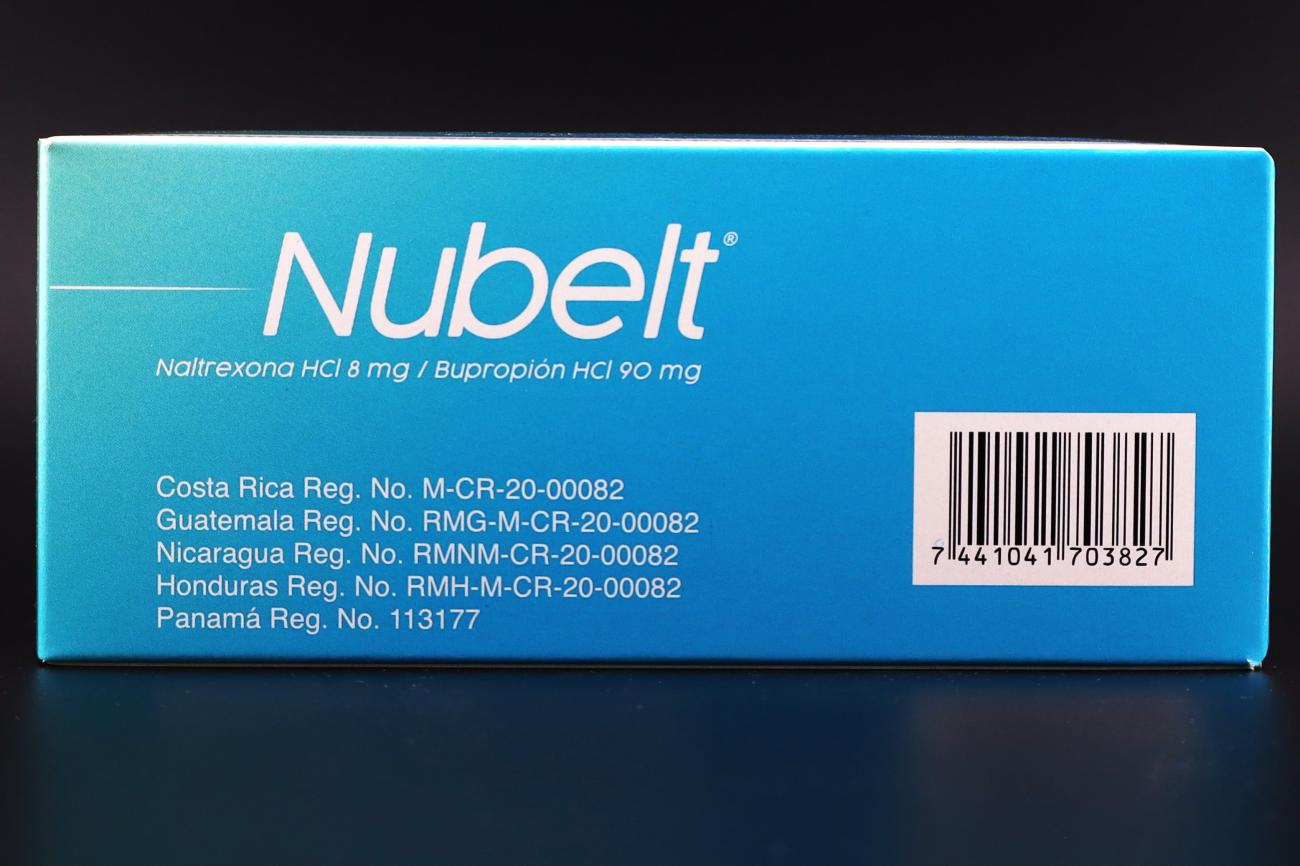 Nubelt®
Naltrexona HCl 8 mg / Bupropión HCl 90 mg
Costa Rica Reg. No. M-CR-20-00082
Guatemala Reg. No. RMG-M-CR-20-00082
Nicaragua Reg. No. RMNM-CR-20-00082
Honduras Reg. No. RMH-M-CR-20-00082
Panamá Reg. No. 113177
7 441041 703827